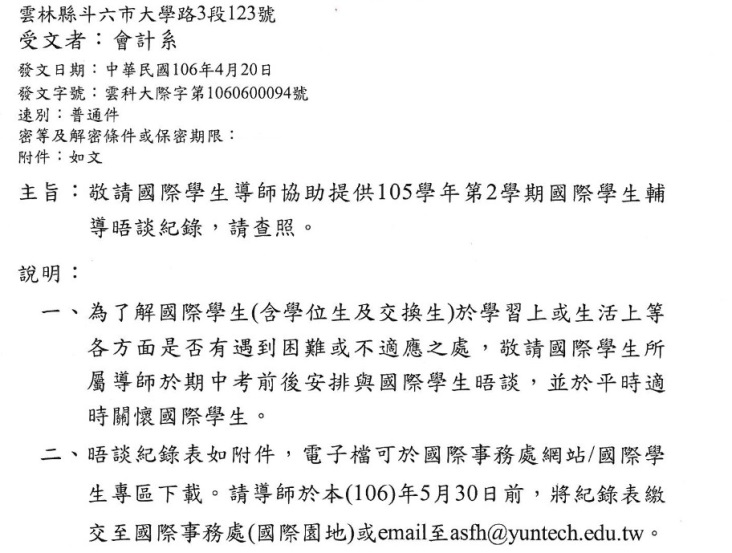 雲林縣斗六市大學路3段123號
受文者：會計系
發文日期：中華民國106年4月20日
發文字號：雲科大際字第1060600094號
速別：普通件
密等及解密條件或保密期限：
附件：如文
主旨：敬請國際學生導師協助提供105學年第2學期國際學生輔
導晤談紀錄，請查照。
說明：
一、為了解國際學生(含學位生及交換生)於學習上或生活上等
各方面是否有遇到困難或不適應之處，敬請國際學生所
屬導師於期中考前後安排與國際學生晤談，並於平時適
時關懷國際學生。
二、晤談紀錄表如附件，電子檔可於國際事務處網站/國際學
生專區下載。請導師於本(106)年5月30日前，將紀錄表繳
交至國際事務處(國際園地)或email至asfh@yuntech.edu.tw。